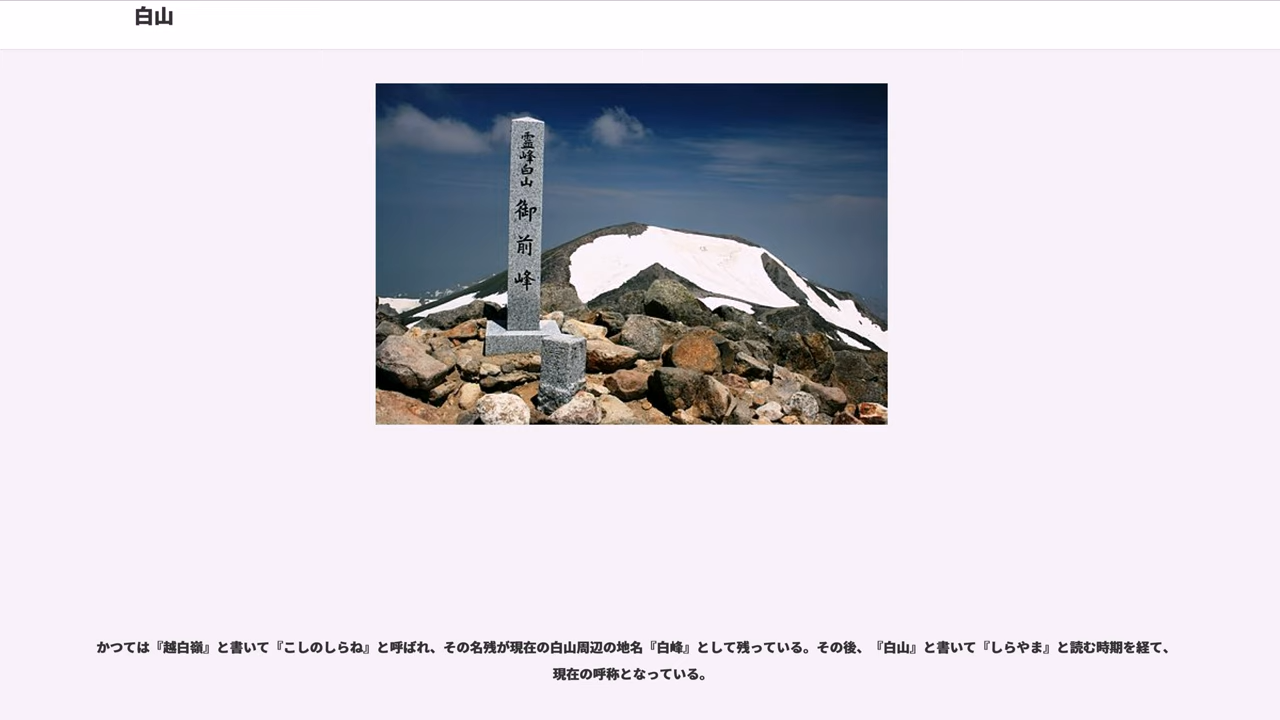 白山
霊峰白山 御前峰
かつては『越白嶺』と書いて『こしのしらね』と呼ばれ、その名残が現在の白山周辺の地名『白峰』として残っている。その後、『白山』と書いて『しらやま』と読む時期を経て、
現在の呼称となっている。